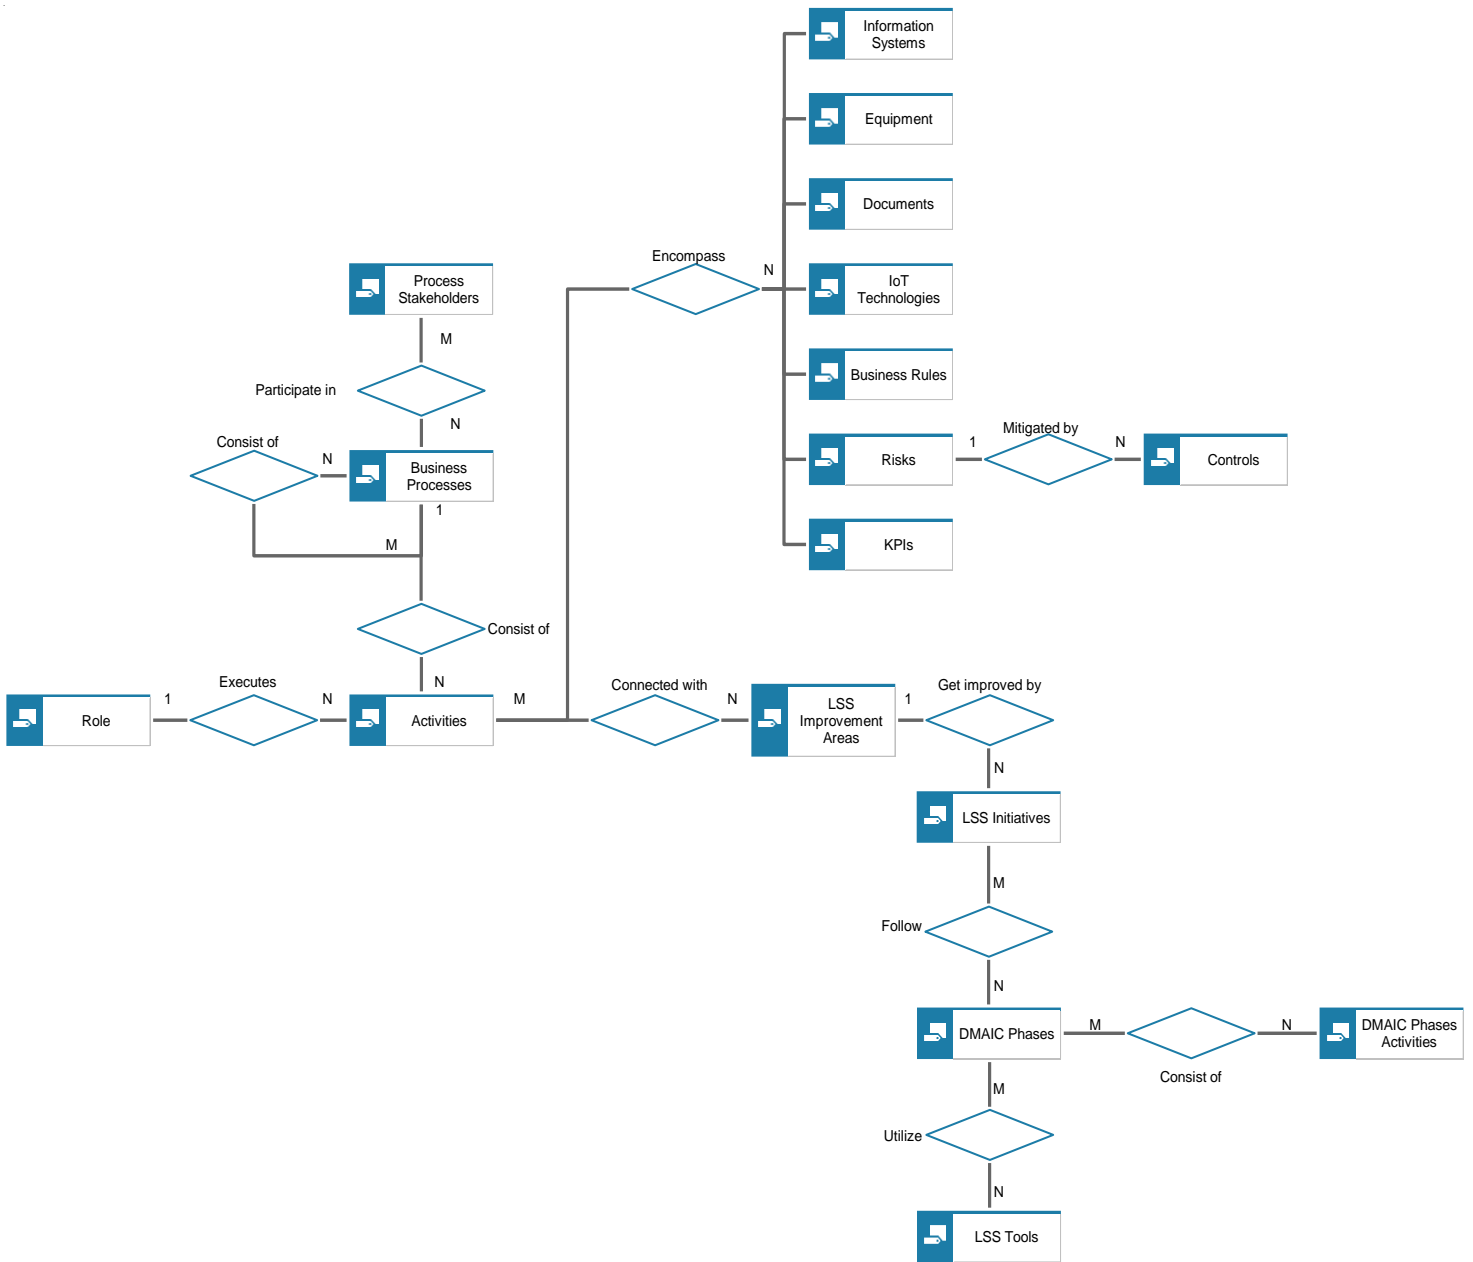 Information
Systems
Equipment
Documents
Encompass
N
IoT
Technologies
Process
Stakeholders
M
Business Rules
Participate in
N
Mitigated by
Consist of
N
Business
Processes
Risks
1
N
Controls
1
M
KPIs
Consist of
Executes
N
M
Connected with
Get improved by
1
N
N
1
Role
Activities
LSS
Improvement
Areas
N
LSS Initiatives
M
Follow
N
DMAIC Phases
M
N
DMAIC Phases
Activities
Consist of
M
Utilize
N
LSS Tools